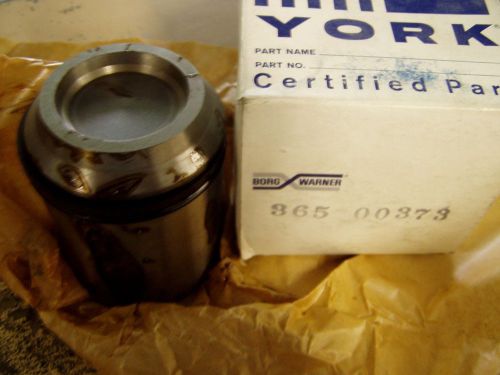 YORK
PART NAME
PART NO.
Certified Par
BORG WARNER
365 00373